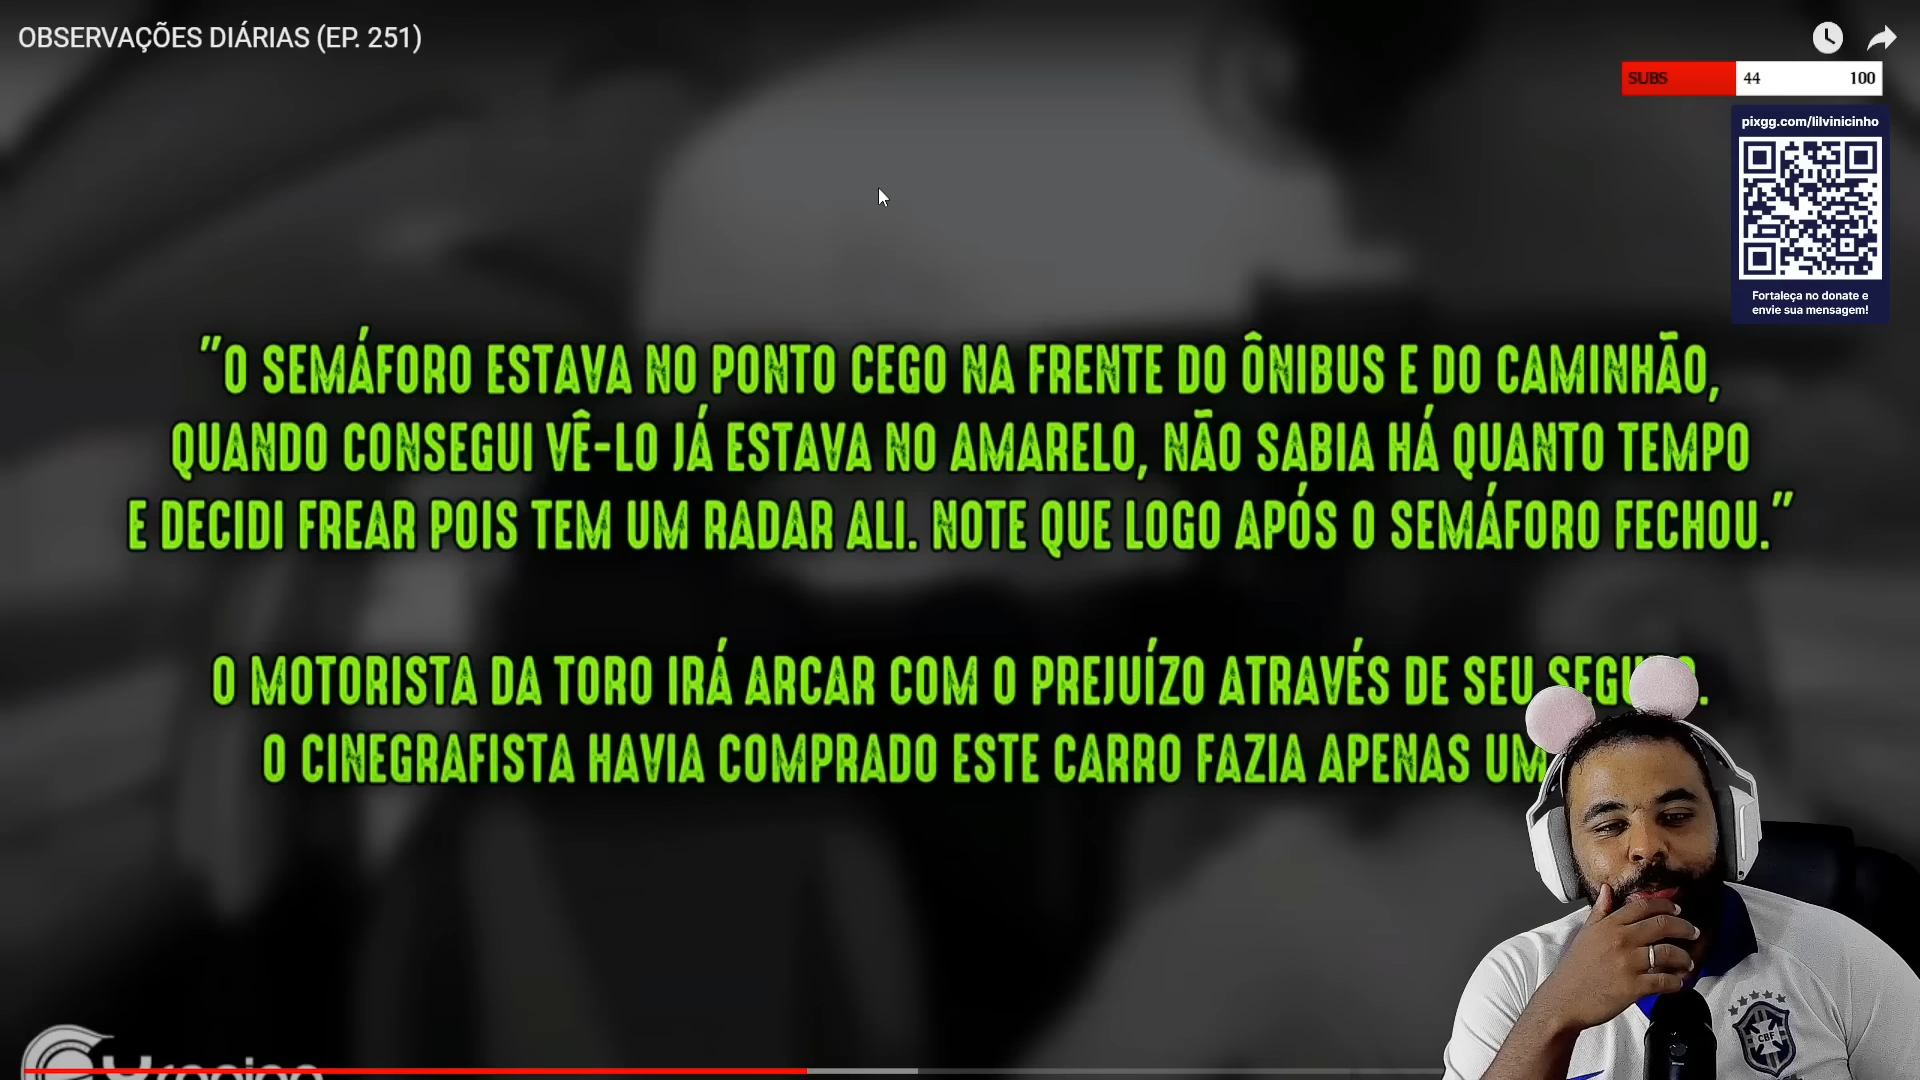 OBSERVAÇÕES DIÁRIAS (EP. 251)
SUBS 44 100
pixgg.com/lilvinicinho
Fortaleça no donate e
envie sua mensagem!
"O SEMÁFORO ESTAVA NO PONTO CEGO NA FRENTE DO ÔNIBUS E DO CAMINHÃO,
QUANDO CONSEGUI VÊ-LO JÁ ESTAVA NO AMARELO, NÃO SABIA HÁ QUANTO TEMPO
E DECIDI FREAR POIS TEM UM RADAR ALI. NOTE QUE LOGO APÓS O SEMÁFORO FECHOU."
O MOTORISTA DA TORO IRÁ ARCAR COM O PREJUÍZO ATRAVÉS DE SEU
O CINEGRAFISTA HAVIA COMPRADO ESTE CARRO FAZIA APENAS UM
CBF